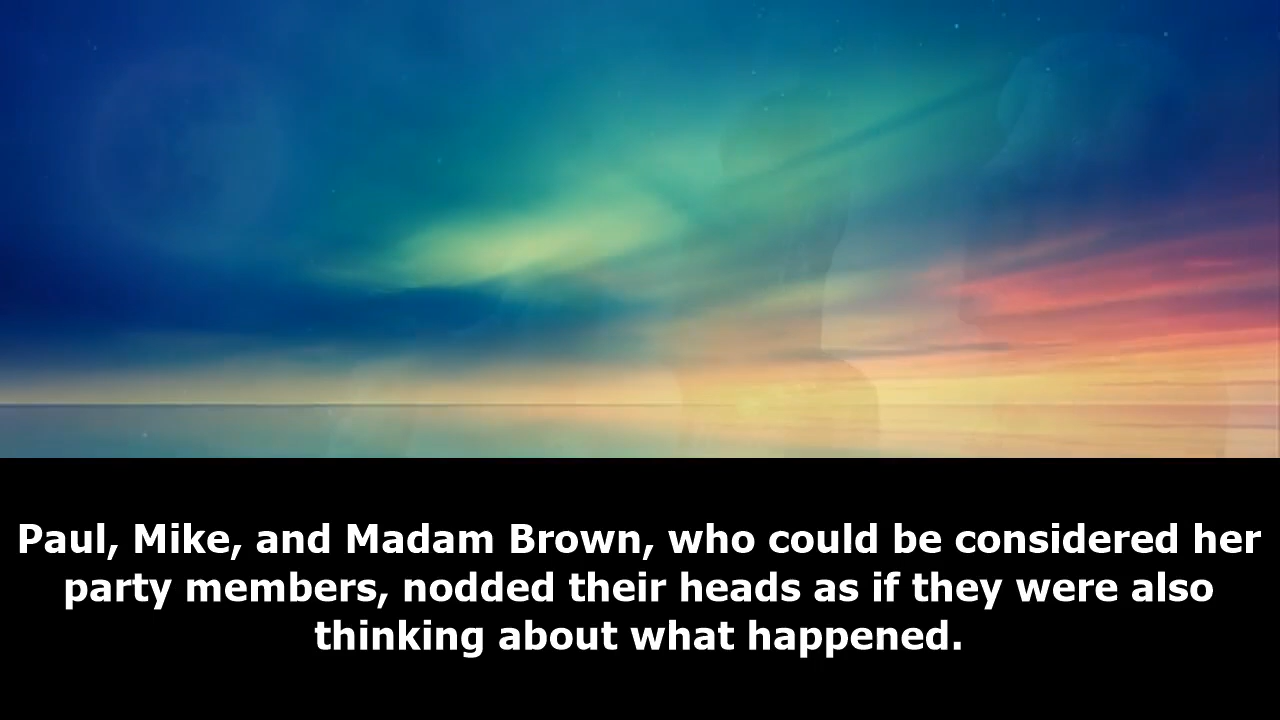 Paul, Mike, and Madam Brown, who could be considered her
party members, nodded their heads as if they were also
thinking about what happened.